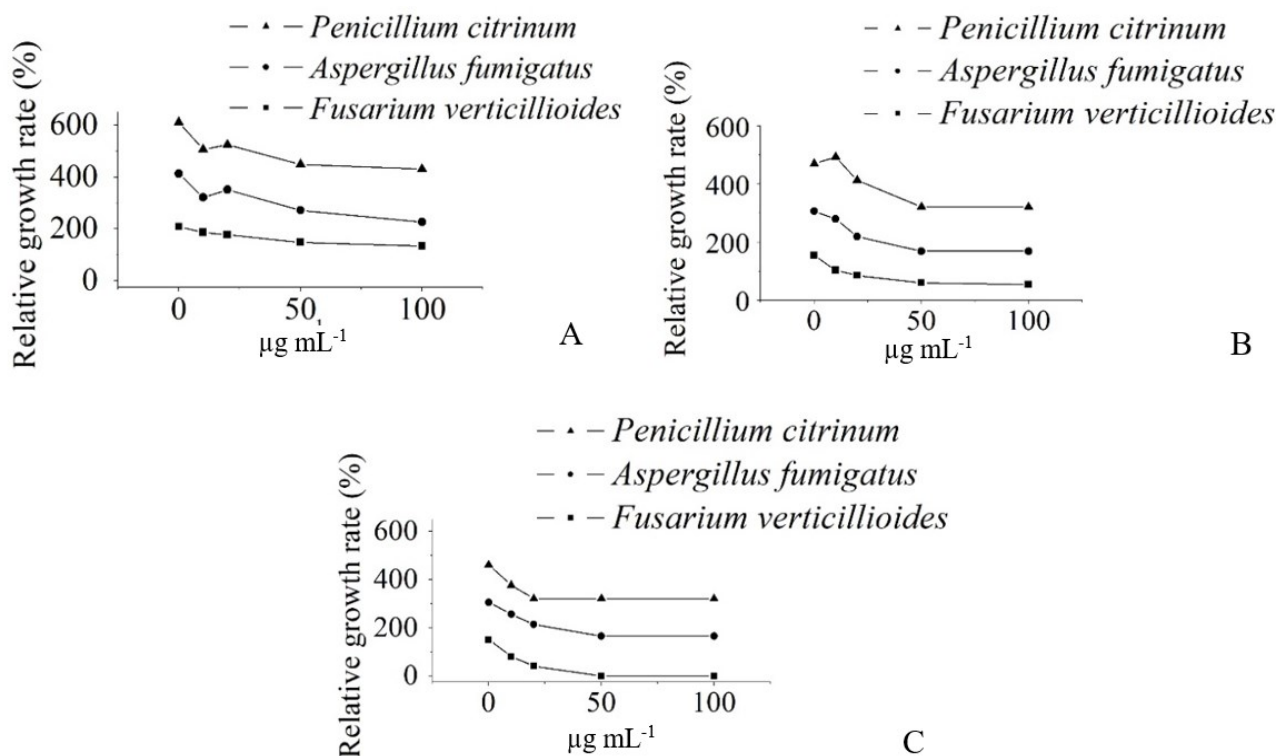 — ▲ — Penicillium citrinum
— ● — Aspergillus fumigatus
— ■ — Fusarium verticillioides
Relative growth rate (%)
600
400
200
0
0 50 100
µg mL-1
A
— ▲ — Penicillium citrinum
— ● — Aspergillus fumigatus
— ■ — Fusarium verticillioides
Relative growth rate (%)
600
400
200
0
0 50 100
µg mL-1
B
— ▲ — Penicillium citrinum
— ● — Aspergillus fumigatus
— ■ — Fusarium verticillioides
Relative growth rate (%)
600
400
200
0
0 50 100
µg mL-1
C